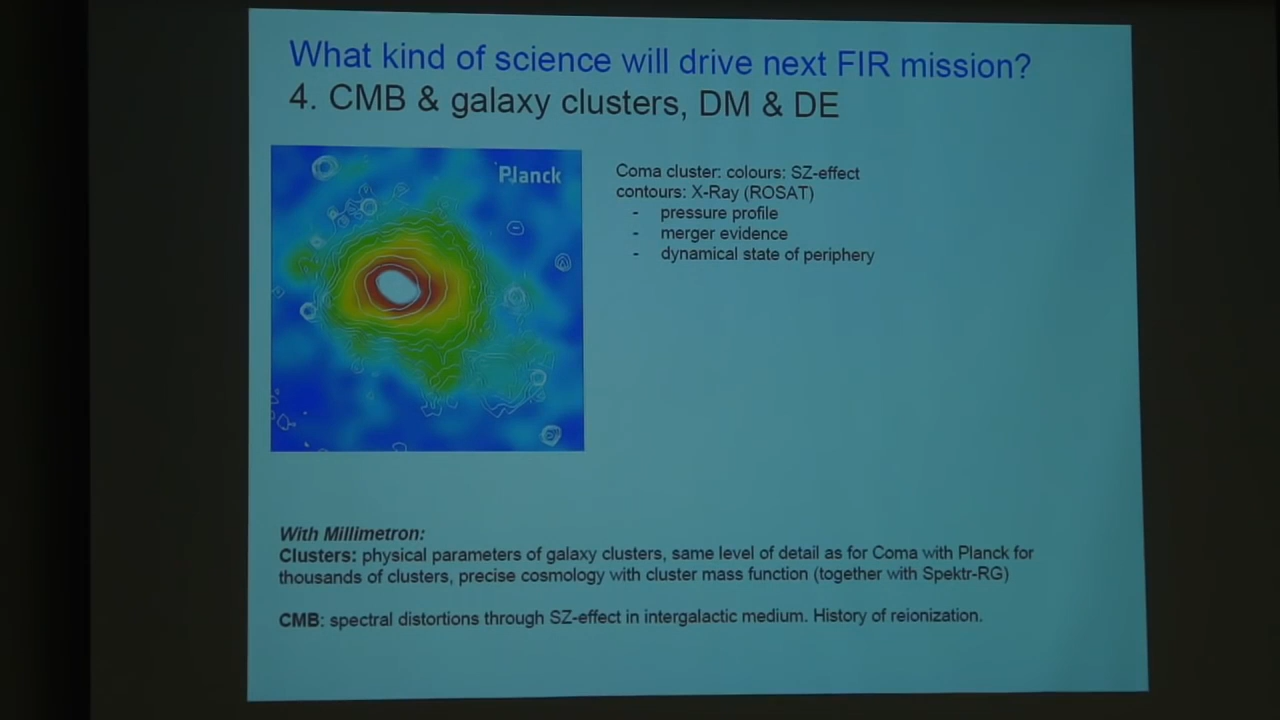 What kind of science will drive next FIR mission?
4. CMB & galaxy clusters, DM & DE
Planck
Coma cluster: colours: SZ-effect
contours: X-Ray (ROSAT)
- pressure profile
- merger evidence
- dynamical state of periphery
With Millimetron:
Clusters: physical parameters of galaxy clusters, same level of detail as for Coma with Planck for
thousands of clusters, precise cosmology with cluster mass function (together with Spektr-RG)
CMB: spectral distortions through SZ-effect in intergalactic medium. History of reionization.